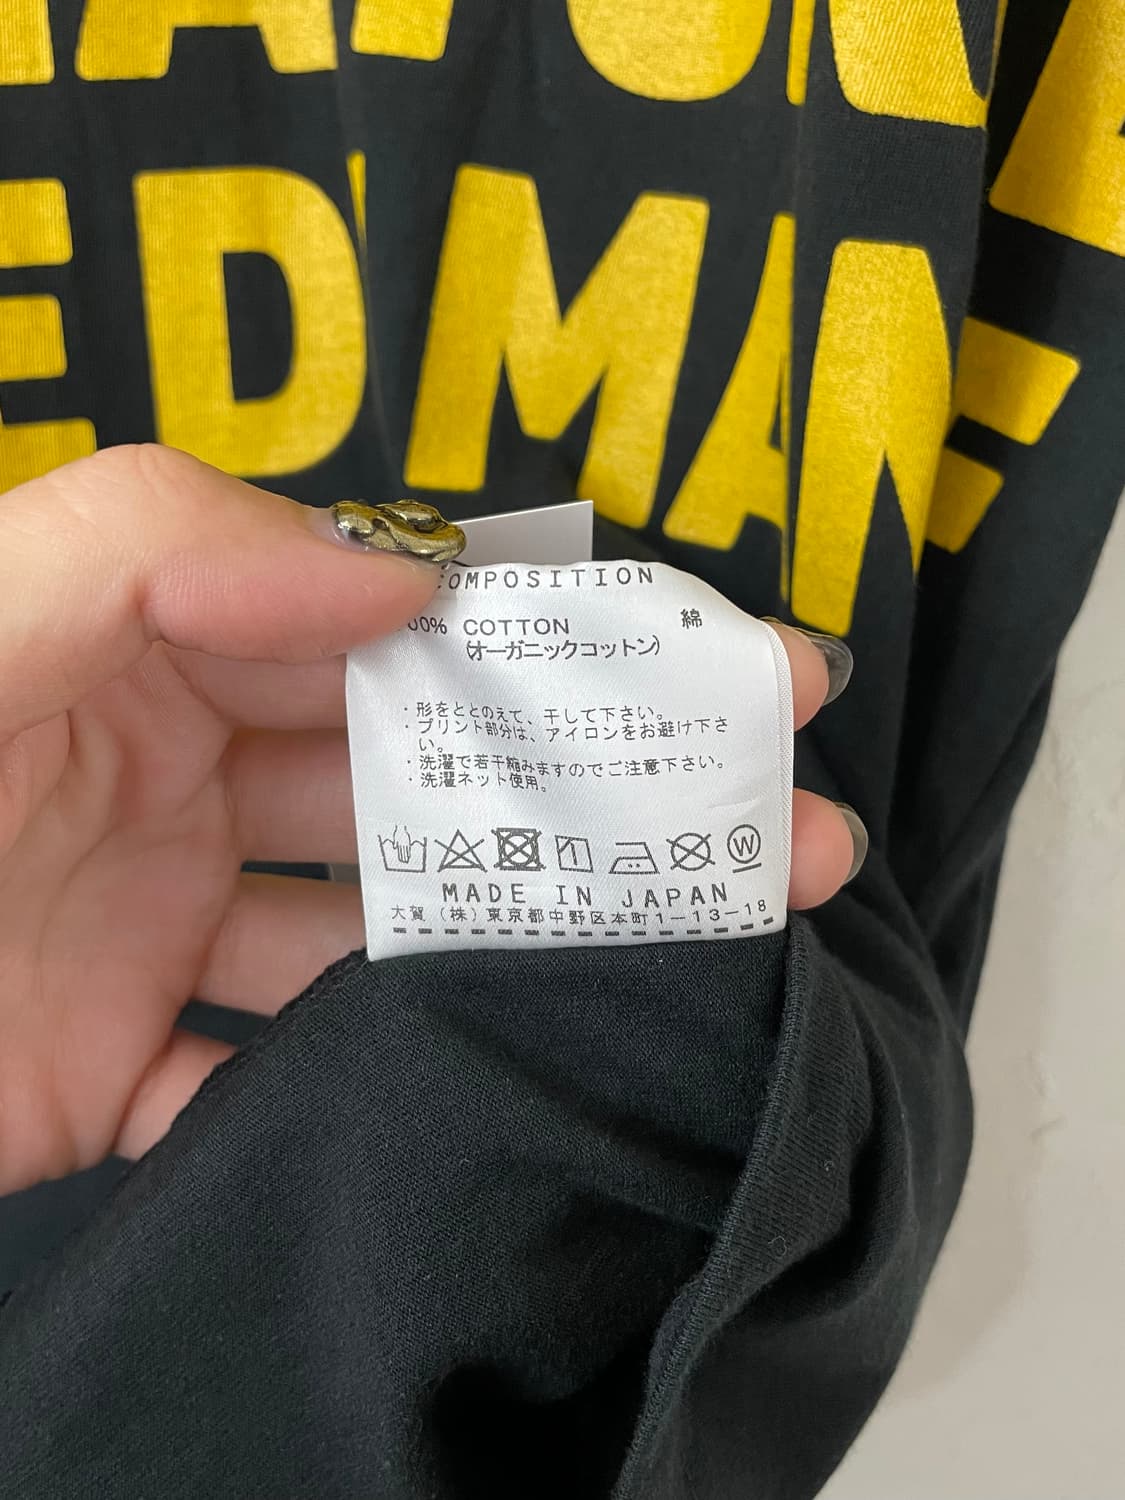 ED MA
COMPOSITION
00% COTTON 綿
(オーガニックコットン)
・形をととのえて、干して下さい。
・プリント部分は、アイロンをお避け下さ
い。
・洗濯で若干縮みますのでご注意下さい。
・洗濯ネット使用。
W
MADE IN JAPAN
大賀(株)東京都中野区本町1-13-18